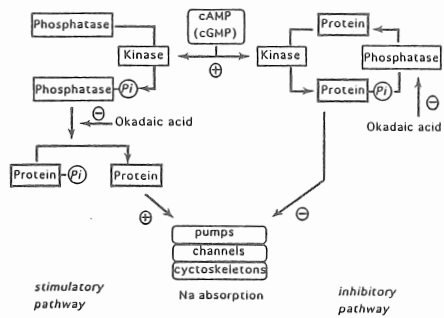 Phosphatase
cAMP
(cGMP)
Protein
Kinase
⊕
Kinase
Phosphatase
Phosphatase
Pi
Protein
Pi
⊖
Okadaic acid
⊖
Okadaic acid
Protein
Pi
Protein
⊕
⊖
pumps
channels
cyctoskeletons
stimulatory
pathway
Na absorption
inhibitory
pathway